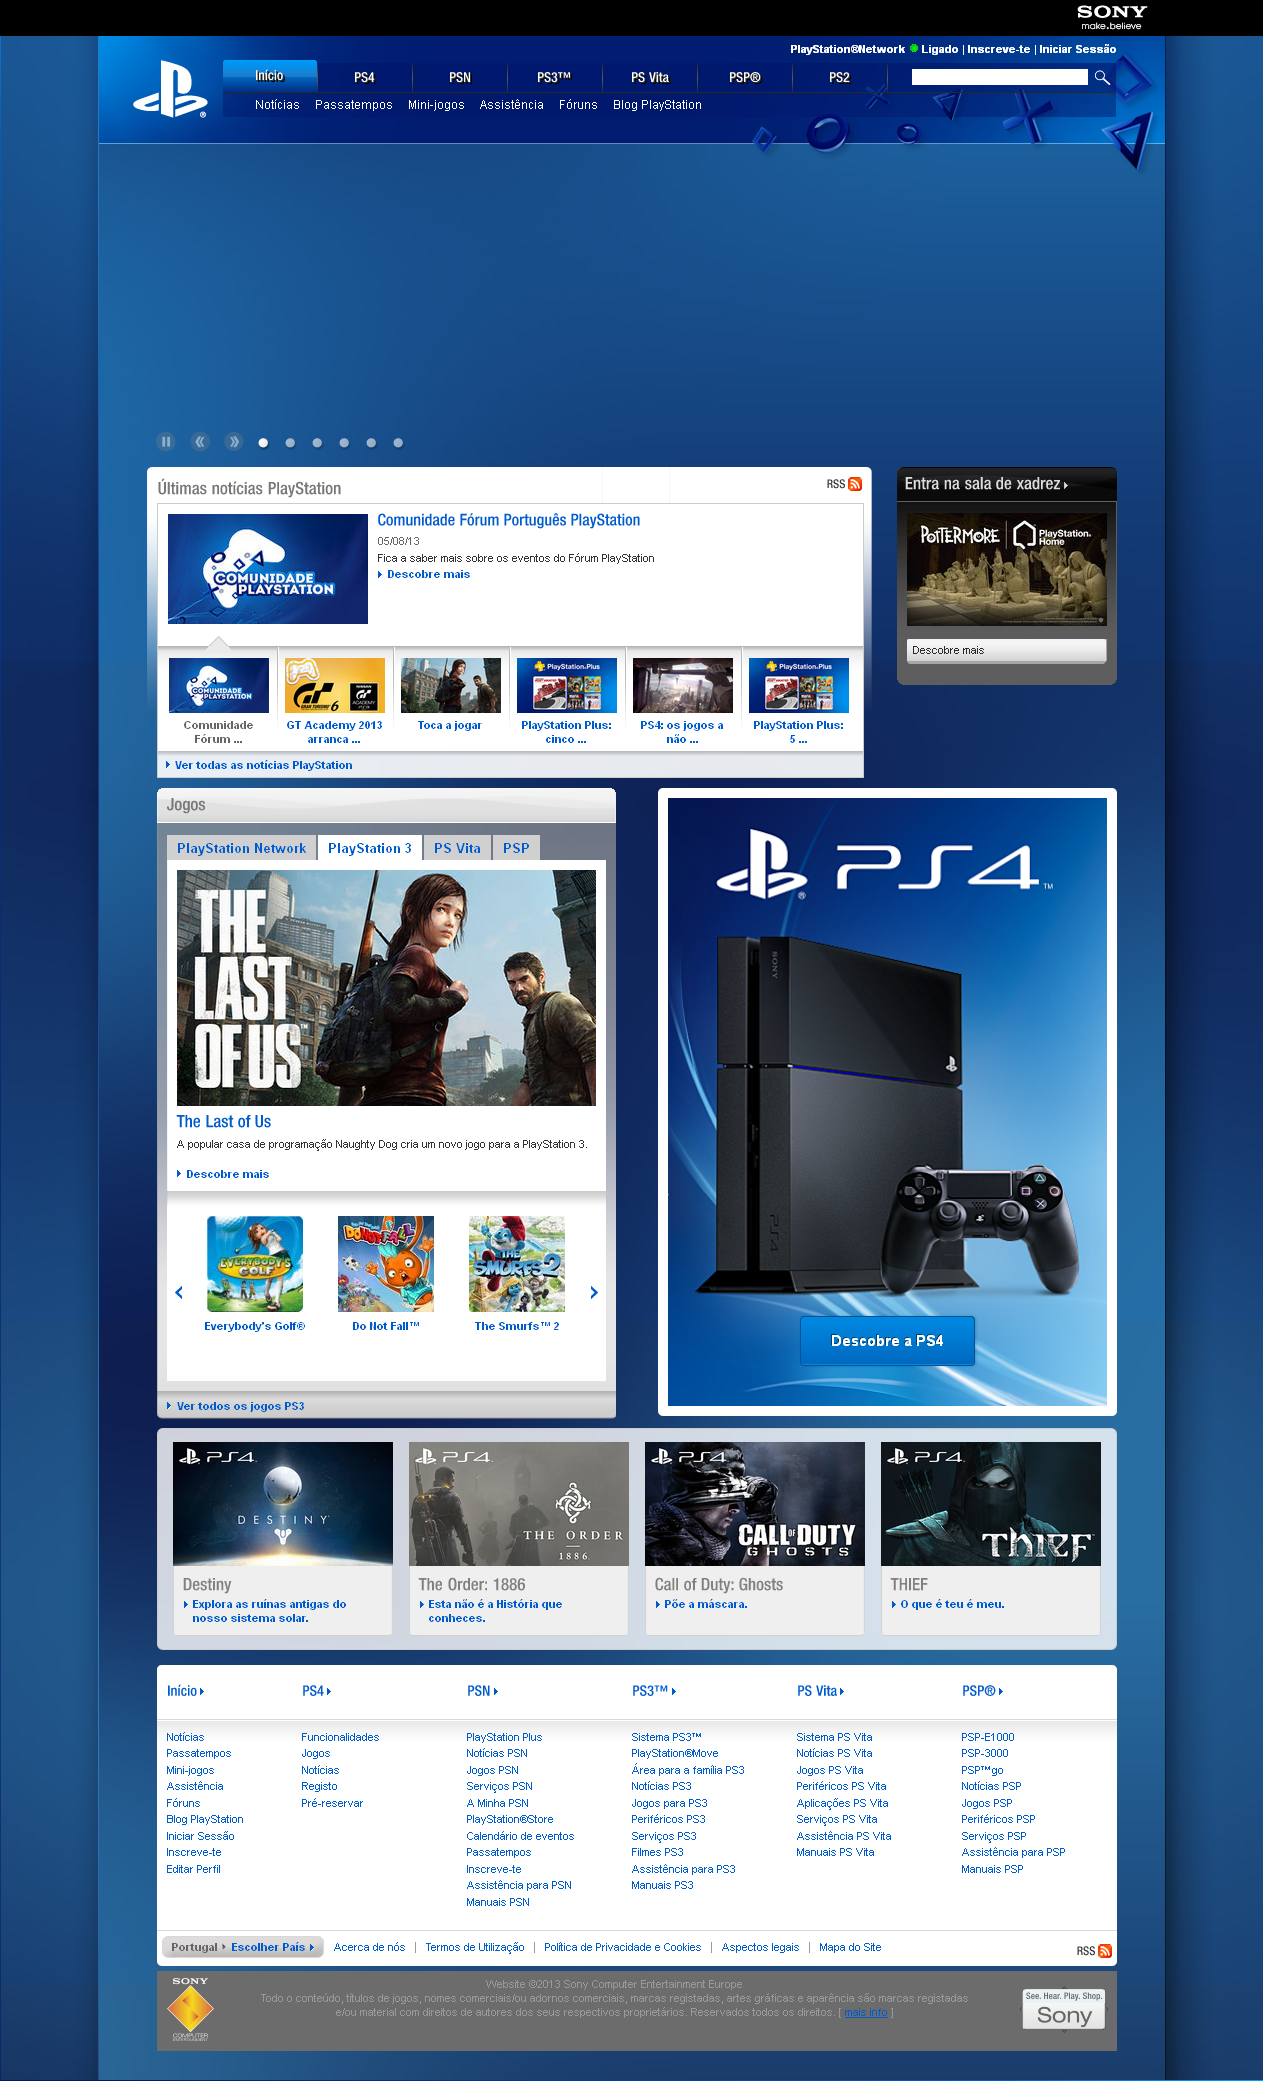 SONY
make.believe
PlayStation®Network Ligado | Inscreve-te | Iniciar Sessão
Início PS4 PSN PS3™ PS Vita PSP® PS2
Notícias Passatempos Mini-jogos Assistência Fóruns Blog PlayStation
Últimas notícias PlayStation
RSS
COMUNIDADE
PLAYSTATION
Comunidade Fórum Português PlayStation
05/08/13
Fica a saber mais sobre os eventos do Fórum PlayStation
Descobre mais
Comunidade Fórum ...
GT Academy 2013 arranca ...
Toca a jogar
PlayStation Plus: cinco ...
PS4: os jogos a não ...
PlayStation Plus: 5 ...
Ver todas as notícias PlayStation
Entra na sala de xadrez
POTTERMORE
PlayStation®Home
Descobre mais
Jogos
PlayStation Network PlayStation 3 PS Vita PSP
THE
LAST
OF US
The Last of Us
A popular casa de programação Naughty Dog cria um novo jogo para a PlayStation 3.
Descobre mais
EVERYBODY'S GOLF
DO NOT FALL
THE SMURFS 2
Everybody's Golf®
Do Not Fall™
The Smurfs™ 2
Ver todos os jogos PS3
PS4™
SONY
PS4
Descobre a PS4
PS4
DESTINY
PS4
THE ORDER
1886
PS4
CALL OF DUTY
GHOSTS
PS4
THIEF
Destiny
Explora as ruínas antigas do
nosso sistema solar.
The Order: 1886
Esta não é a História que
conheces.
Call of Duty: Ghosts
Põe a máscara.
THIEF
O que é teu é meu.
Início
Notícias
Passatempos
Mini-jogos
Assistência
Fóruns
Blog PlayStation
Iniciar Sessão
Inscreve-te
Editar Perfil
PS4
Funcionalidades
Jogos
Notícias
Registo
Pré-reservar
PSN
PlayStation Plus
Notícias PSN
Jogos PSN
Serviços PSN
A Minha PSN
PlayStation®Store
Calendário de eventos
Passatempos
Inscreve-te
Assistência para PSN
Manuais PSN
PS3™
Sistema PS3™
PlayStation®Move
Área para a família PS3
Notícias PS3
Jogos para PS3
Periféricos PS3
Serviços PS3
Filmes PS3
Assistência para PS3
Manuais PS3
PS Vita
Sistema PS Vita
Notícias PS Vita
Jogos PS Vita
Periféricos PS Vita
Aplicações PS Vita
Serviços PS Vita
Assistência PS Vita
Manuais PS Vita
PSP®
PSP-E1000
PSP-3000
PSP™go
Notícias PSP
Jogos PSP
Periféricos PSP
Serviços PSP
Assistência para PSP
Manuais PSP
Portugal Escolher País Acerca de nós | Termos de Utilização | Política de Privacidade e Cookies | Aspectos legais | Mapa do Site
RSS
SONY
COMPUTER
ENTERTAINMENT
Website ©2013 Sony Computer Entertainment Europe
Todo o conteúdo, títulos de jogos, nomes comerciais/ou adornos comerciais, marcas registadas, artes gráficas e aparência são marcas registadas
e/ou material com direitos de autores dos seus respectivos proprietários. Reservados todos os direitos. [ mais info ]
See. Hear. Play. Shop.
Sony